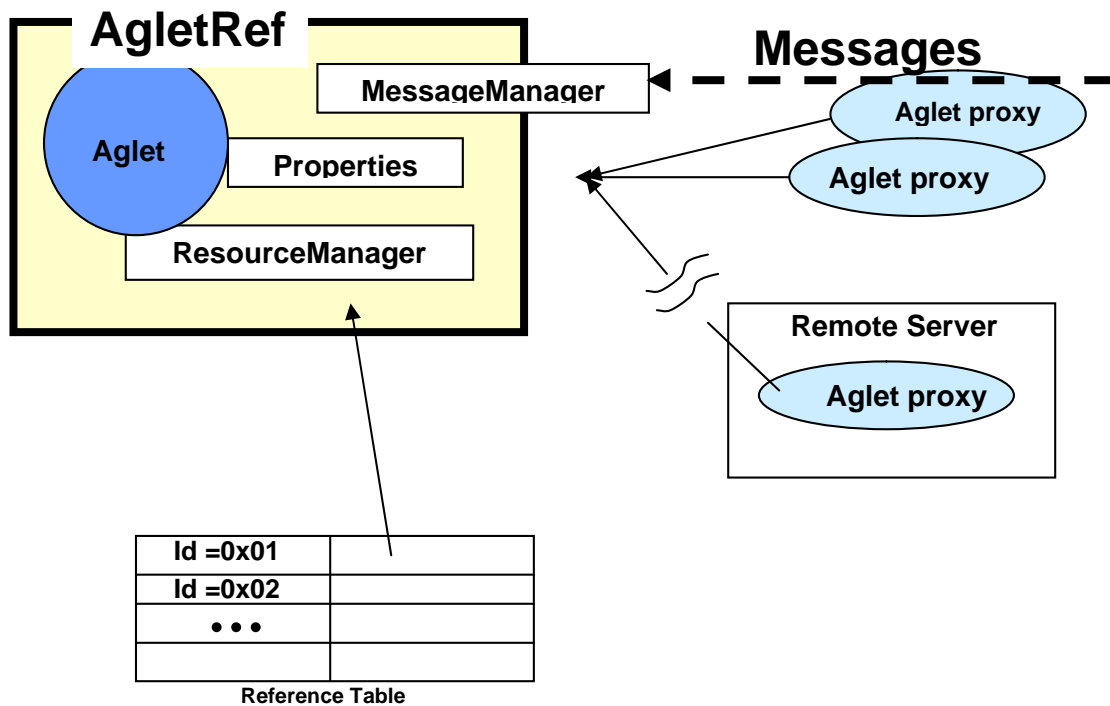 AgletRef
Messages
MessageManager
Aglet proxy
Aglet
Properties
Aglet proxy
ResourceManager
Remote Server
Aglet proxy
Id =0x01
Id =0x02
•••
Reference Table